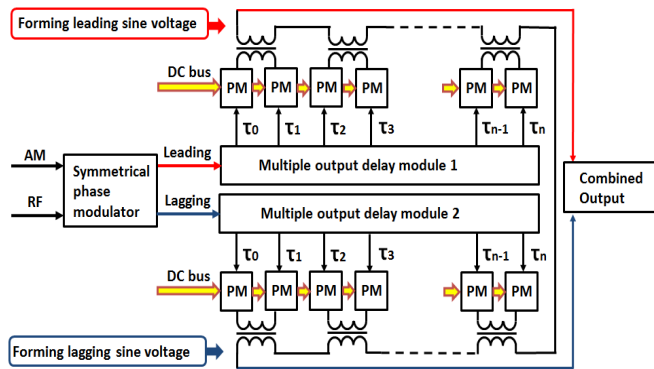 Forming leading sine voltage
DC bus
PM PM PM PM PM PM
τ0 τ1 τ2 τ3 τn-1 τn
AM
Leading
Multiple output delay module 1
Symmetrical
phase
modulator
Combined
Output
RF
Lagging
Multiple output delay module 2
τ0 τ1 τ2 τ3 τn-1 τn
DC bus
PM PM PM PM PM PM
Forming lagging sine voltage